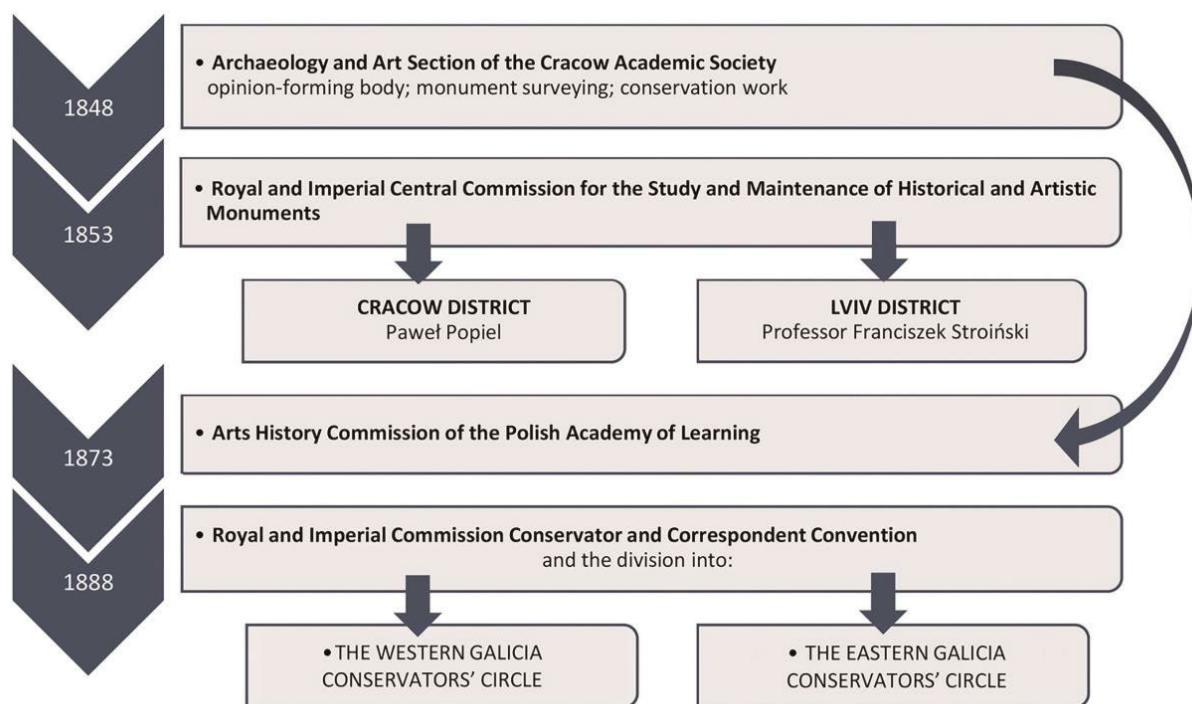 1848
• Archaeology and Art Section of the Cracow Academic Society
opinion-forming body; monument surveying; conservation work
1853
• Royal and Imperial Central Commission for the Study and Maintenance of Historical and Artistic
Monuments
CRACOW DISTRICT
Paweł Popiel
LVIV DISTRICT
Professor Franciszek Stroiński
1873
• Arts History Commission of the Polish Academy of Learning
1888
• Royal and Imperial Commission Conservator and Correspondent Convention
and the division into:
• THE WESTERN GALICIA
CONSERVATORS’ CIRCLE
• THE EASTERN GALICIA
CONSERVATORS’ CIRCLE